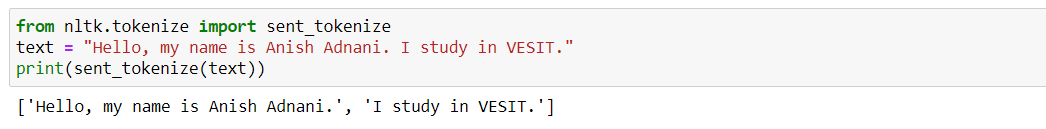 from nltk.tokenize import sent_tokenize
text = "Hello, my name is Anish Adnani. I study in VESIT."
print(sent_tokenize(text))
['Hello, my name is Anish Adnani.', 'I study in VESIT.']